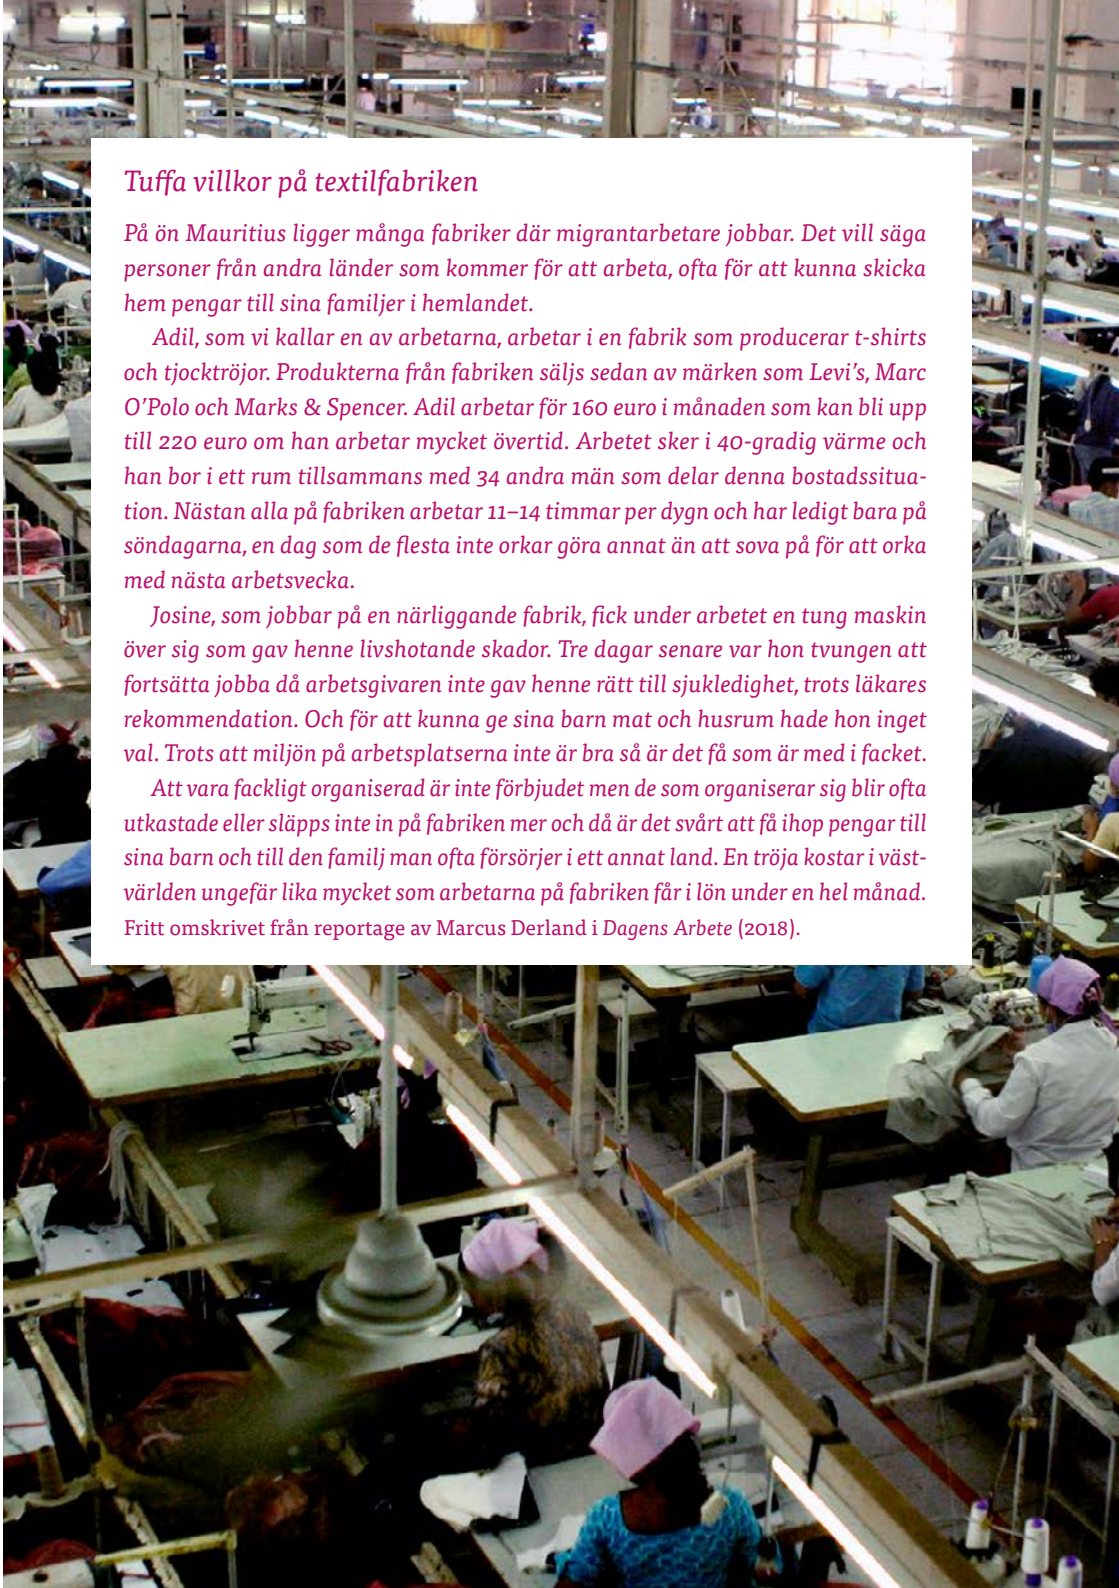 Tuffa villkor på textilfabriken
På ön Mauritius ligger många fabriker där migrantarbetare jobbar. Det vill säga
personer från andra länder som kommer för att arbeta, ofta för att kunna skicka
hem pengar till sina familjer i hemlandet.
Adil, som vi kallar en av arbetarna, arbetar i en fabrik som producerar t-shirts
och tjocktröjor. Produkterna från fabriken säljs sedan av märken som Levi’s, Marc
O’Polo och Marks & Spencer. Adil arbetar för 160 euro i månaden som kan bli upp
till 220 euro om han arbetar mycket övertid. Arbetet sker i 40-gradig värme och
han bor i ett rum tillsammans med 34 andra män som delar denna bostadssitua-
tion. Nästan alla på fabriken arbetar 11–14 timmar per dygn och har ledigt bara på
söndagarna, en dag som de flesta inte orkar göra annat än att sova på för att orka
med nästa arbetsvecka.
Josine, som jobbar på en närliggande fabrik, fick under arbetet en tung maskin
över sig som gav henne livshotande skador. Tre dagar senare var hon tvungen att
fortsätta jobba då arbetsgivaren inte gav henne rätt till sjukledighet, trots läkares
rekommendation. Och för att kunna ge sina barn mat och husrum hade hon inget
val. Trots att miljön på arbetsplatserna inte är bra så är det få som är med i facket.
Att vara fackligt organiserad är inte förbjudet men de som organiserar sig blir ofta
utkastade eller släpps inte in på fabriken mer och då är det svårt att få ihop pengar till
sina barn och till den familj man ofta försörjer i ett annat land. En tröja kostar i väst-
världen ungefär lika mycket som arbetarna på fabriken får i lön under en hel månad.
Fritt omskrivet från reportage av Marcus Derland i Dagens Arbete (2018).